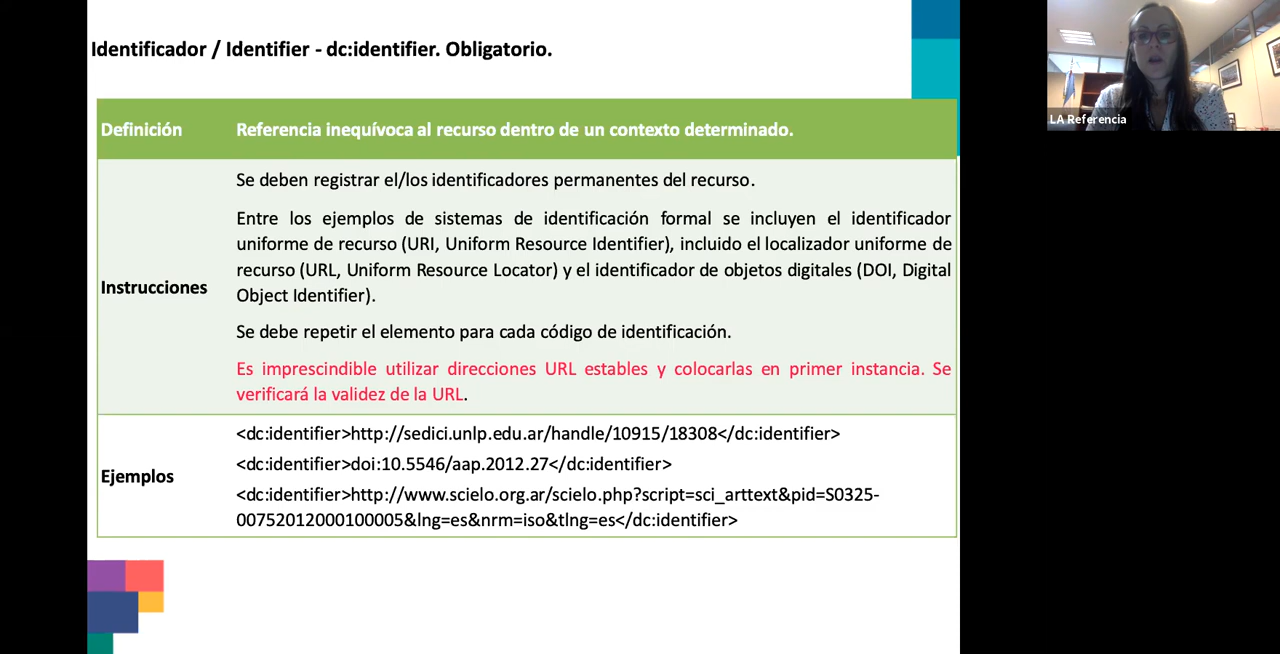 Identificador / Identifier - dc:identifier. Obligatorio.
Definición
Referencia inequívoca al recurso dentro de un contexto determinado.
Instrucciones
Se deben registrar el/los identificadores permanentes del recurso.
Entre los ejemplos de sistemas de identificación formal se incluyen el identificador
uniforme de recurso (URI, Uniform Resource Identifier), incluido el localizador uniforme de
recurso (URL, Uniform Resource Locator) y el identificador de objetos digitales (DOI, Digital
Object Identifier).
Se debe repetir el elemento para cada código de identificación.
Es imprescindible utilizar direcciones URL estables y colocarlas en primer instancia. Se
verificará la validez de la URL.
Ejemplos
<dc:identifier>http://sedici.unlp.edu.ar/handle/10915/18308</dc:identifier>
<dc:identifier>doi:10.5546/aap.2012.27</dc:identifier>
<dc:identifier>http://www.scielo.org.ar/scielo.php?script=sci_arttext&pid=S0325-
00752012000100005&lng=es&nrm=iso&tlng=es</dc:identifier>
LA Referencia